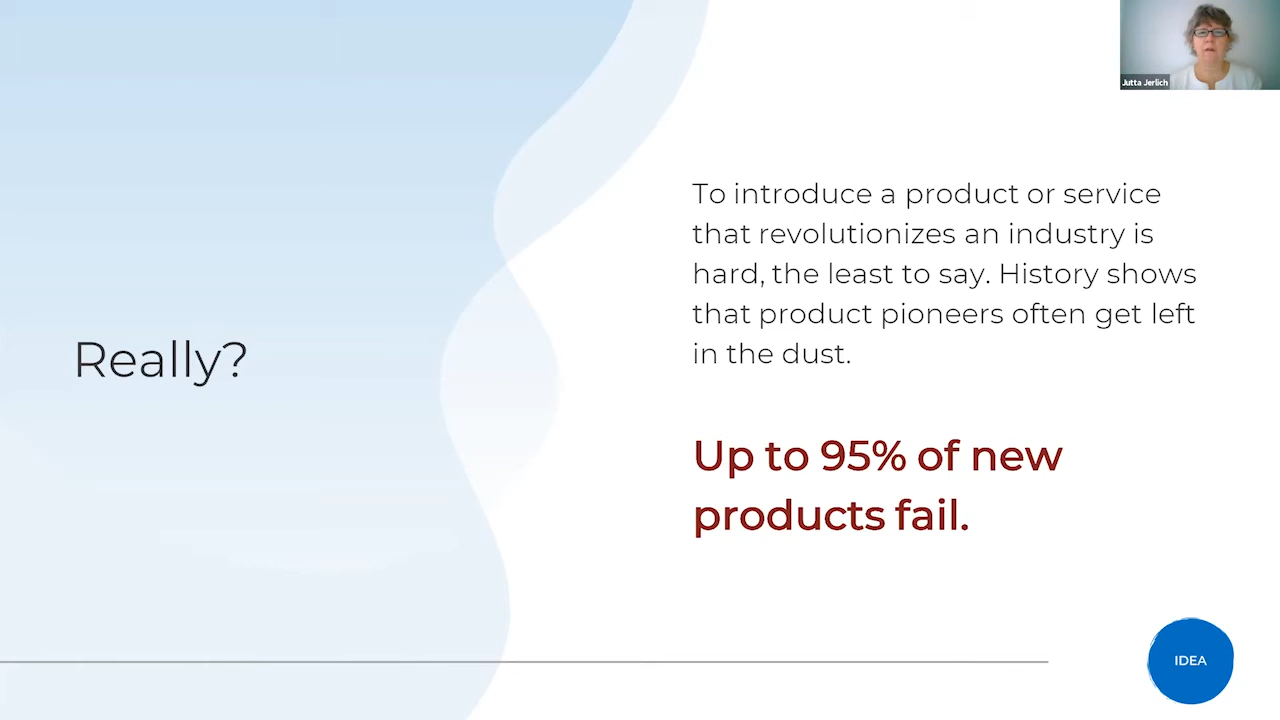 Jutta Jerlich
To introduce a product or service
that revolutionizes an industry is
hard, the least to say. History shows
that product pioneers often get left
in the dust.
Really?
Up to 95% of new
products fail.
IDEA